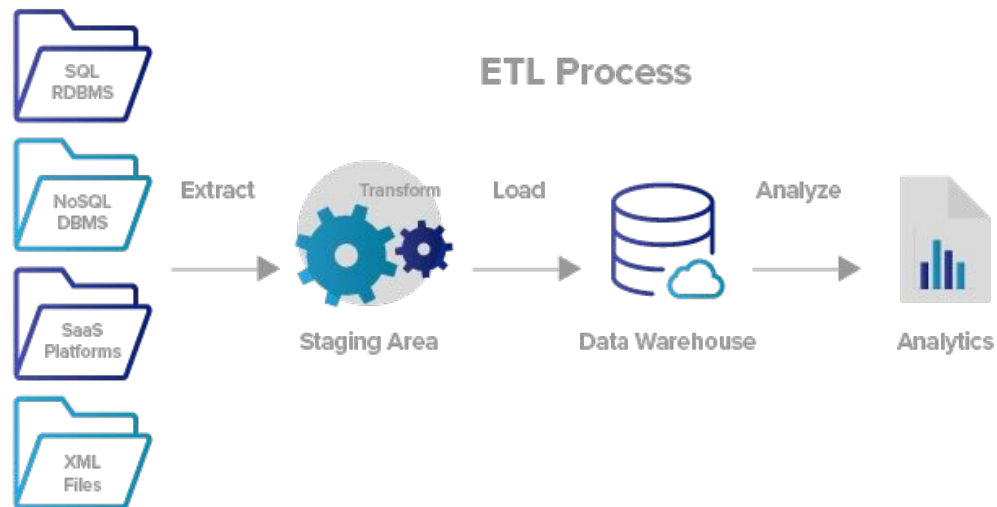 SQL
RDBMS
ETL Process
NoSQL
DBMS
Extract
Transform
Load
Analyze
SaaS
Platforms
Staging Area
Data Warehouse
Analytics
XML
Files